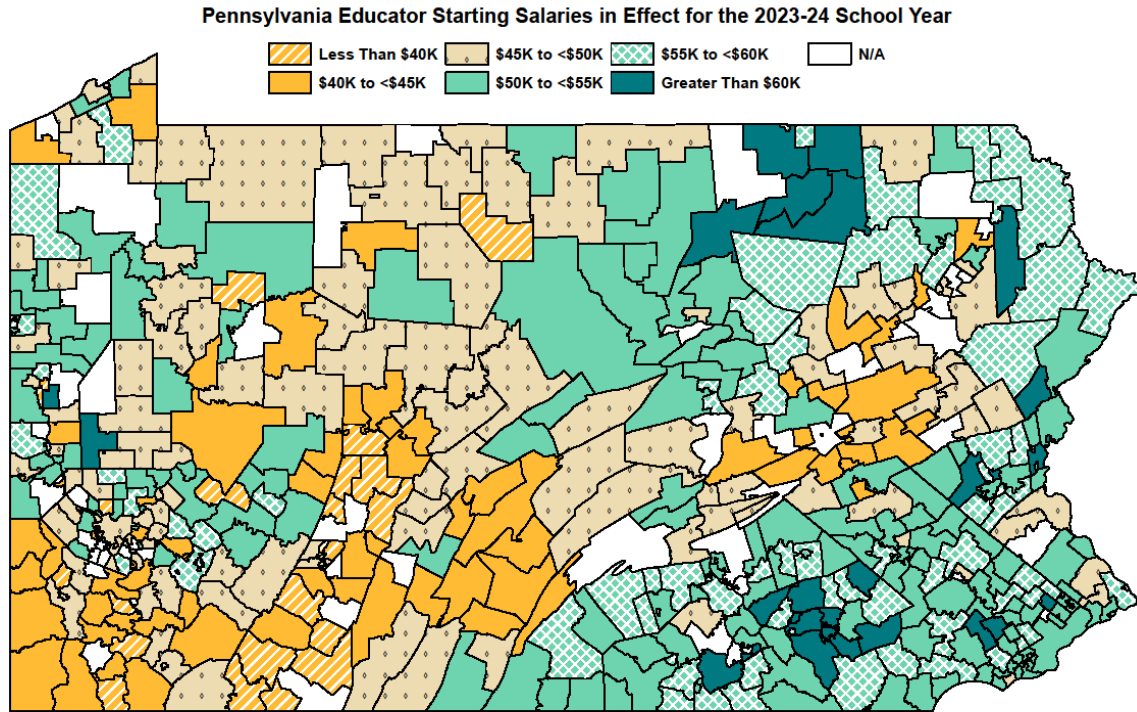 Pennsylvania Educator Starting Salaries in Effect for the 2023-24 School Year
Less Than $40K $45K to <$50K $55K to <$60K N/A
$40K to <$45K $50K to <$55K Greater Than $60K